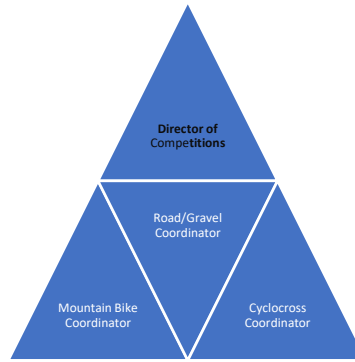 Director of
Competitions
Road/Gravel
Coordinator
Mountain Bike
Coordinator
Cyclocross
Coordinator